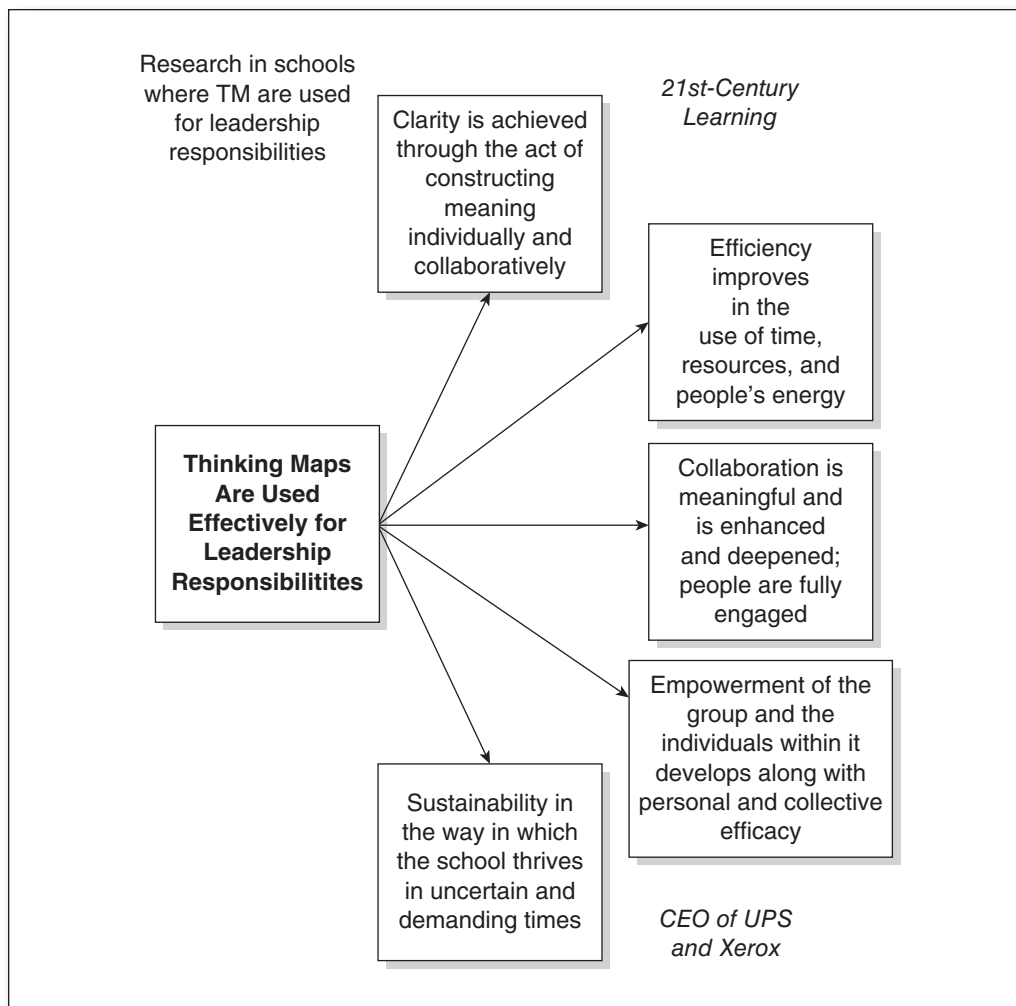 Research in schools
where TM are used
for leadership
responsibilities
21st-Century
Learning
Clarity is achieved
through the act of
constructing
meaning
individually and
collaboratively
Efficiency
improves
in the
use of time,
resources, and
people’s energy
Thinking Maps
Are Used
Effectively for
Leadership
Responsibilitites
Collaboration is
meaningful and
is enhanced
and deepened;
people are fully
engaged
Empowerment of the
group and the
individuals within it
develops along with
personal and collective
efficacy
Sustainability in
the way in which
the school thrives
in uncertain and
demanding times
CEO of UPS
and Xerox